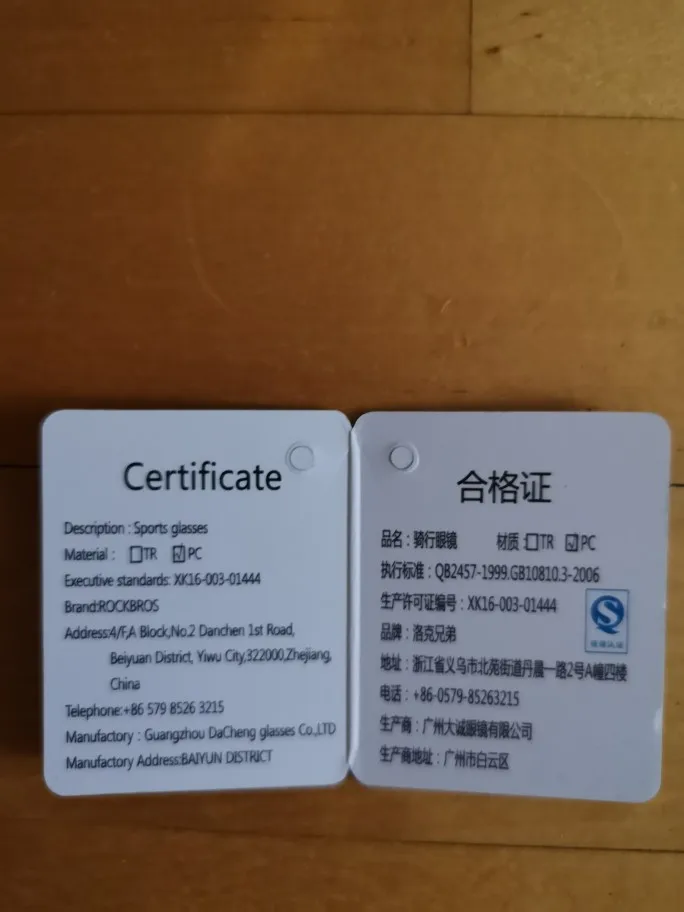 Certificate
Description : Sports glasses
Material : □TR ☑PC
Executive standards: XK16-003-01444
Brand:ROCKBROS
Address:4/F,A Block,No.2 Danchen 1st Road,
Beiyuan District, Yiwu City,322000,Zhejiang,
China
Telephone:+86 579 8526 3215
Manufactory : Guangzhou DaCheng glasses Co.,LTD
Manufactory Address:BAIYUN DISTRICT
合格证
品名：骑行眼镜 材质：□TR ☑PC
执行标准：QB2457-1999.GB10810.3-2006
生产许可证编号：XK16-003-01444
品牌：洛克兄弟
地址：浙江省义乌市北苑街道丹晨一路2号A幢四楼
电话：+86-0579-85263215
生产商：广州大诚眼镜有限公司
生产商地址：广州市白云区